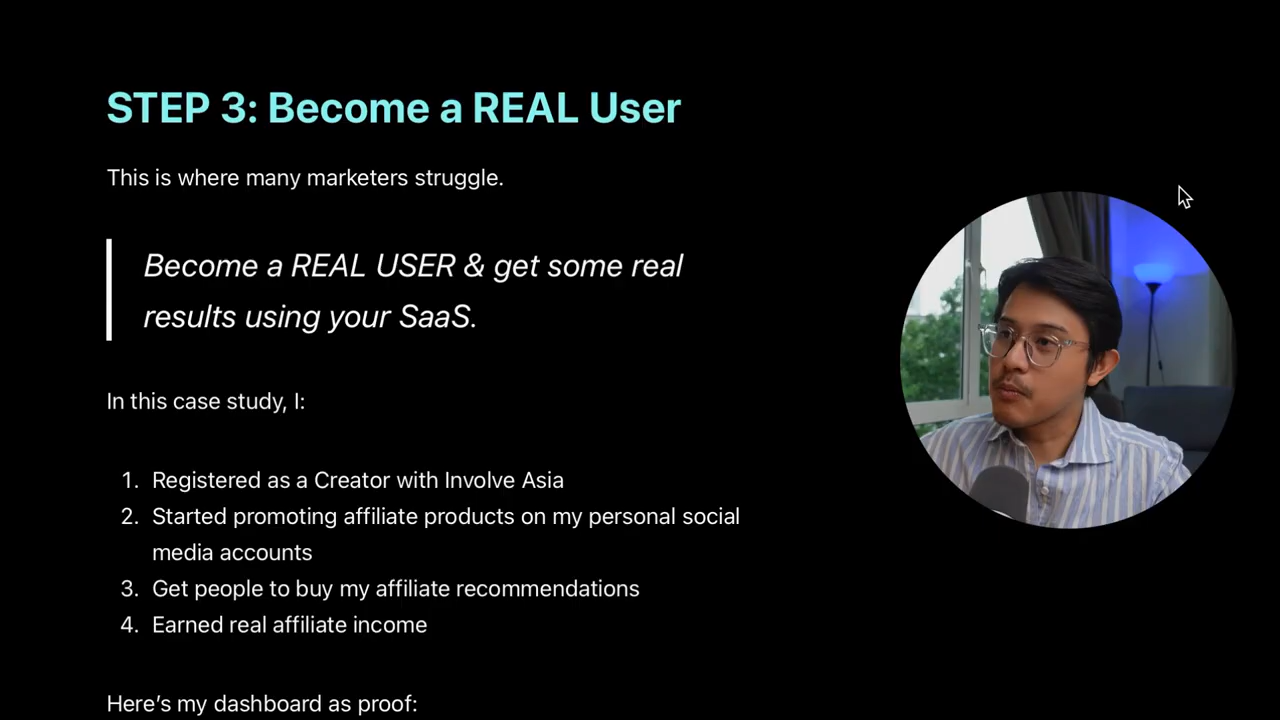 STEP 3: Become a REAL User
This is where many marketers struggle.
Become a REAL USER & get some real
results using your SaaS.
In this case study, I:
1. Registered as a Creator with Involve Asia
2. Started promoting affiliate products on my personal social
media accounts
3. Get people to buy my affiliate recommendations
4. Earned real affiliate income
Here’s my dashboard as proof: